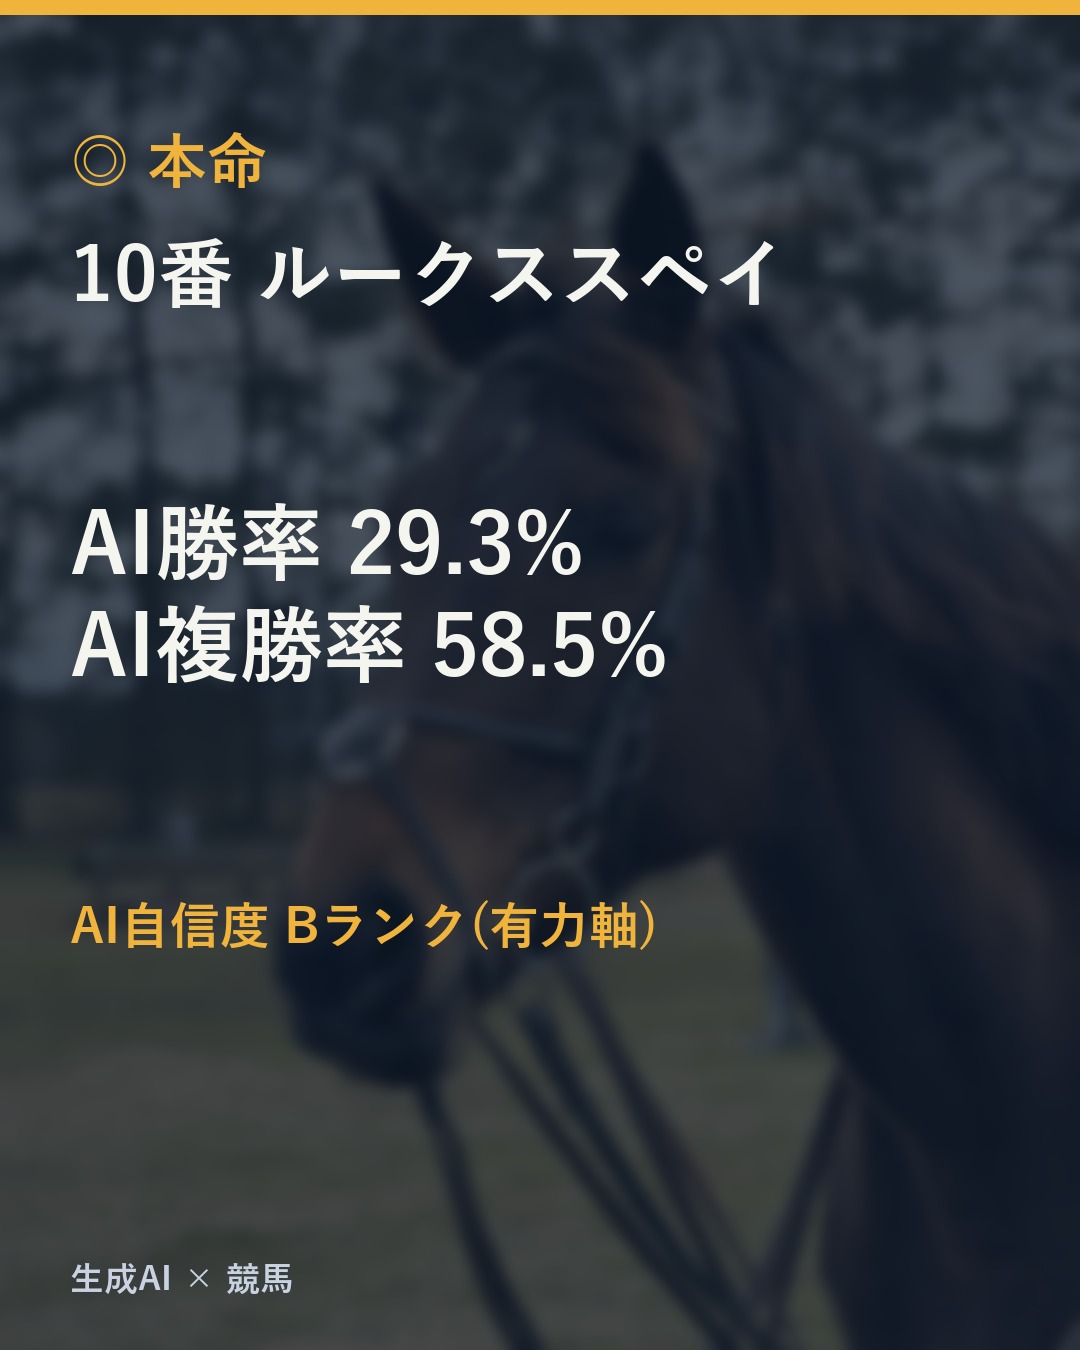 ◎ 本命
10番 ルークススペイ
AI勝率 29.3%
AI複勝率 58.5%
AI自信度 Bランク(有力軸)
生成AI × 競馬